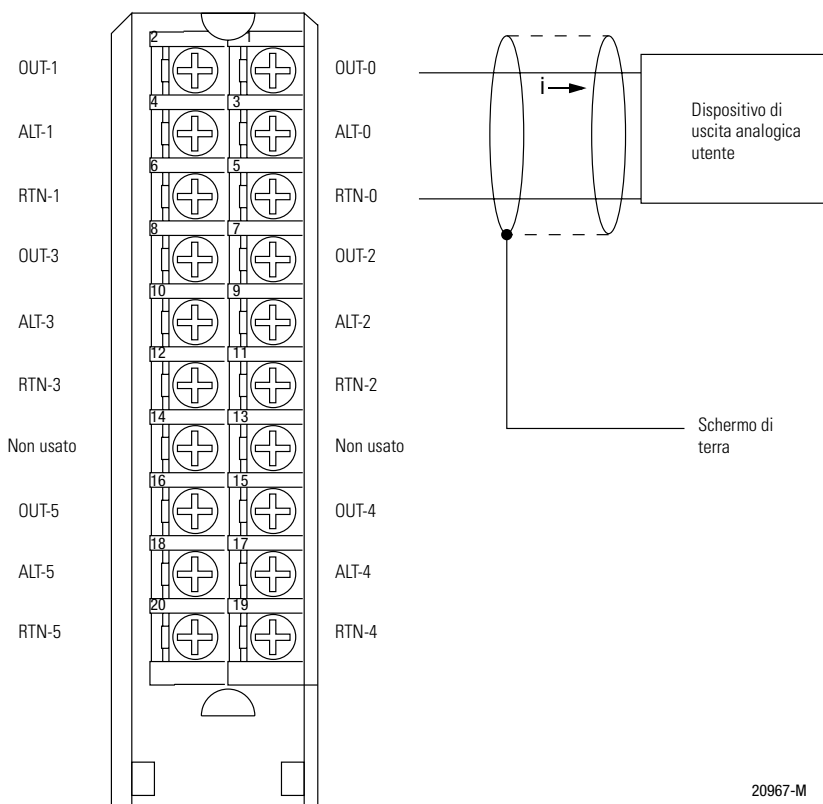 2 1
OUT-1 OUT-0
i
4 3
ALT-1 ALT-0
Dispositivo di
uscita analogica
utente
6 5
RTN-1 RTN-0
8 7
OUT-3 OUT-2
10 9
ALT-3 ALT-2
12 11
RTN-3 RTN-2
14 13
Non usato Non usato
Schermo di
terra
16 15
OUT-5 OUT-4
18 17
ALT-5 ALT-4
20 19
RTN-5 RTN-4
20967-M